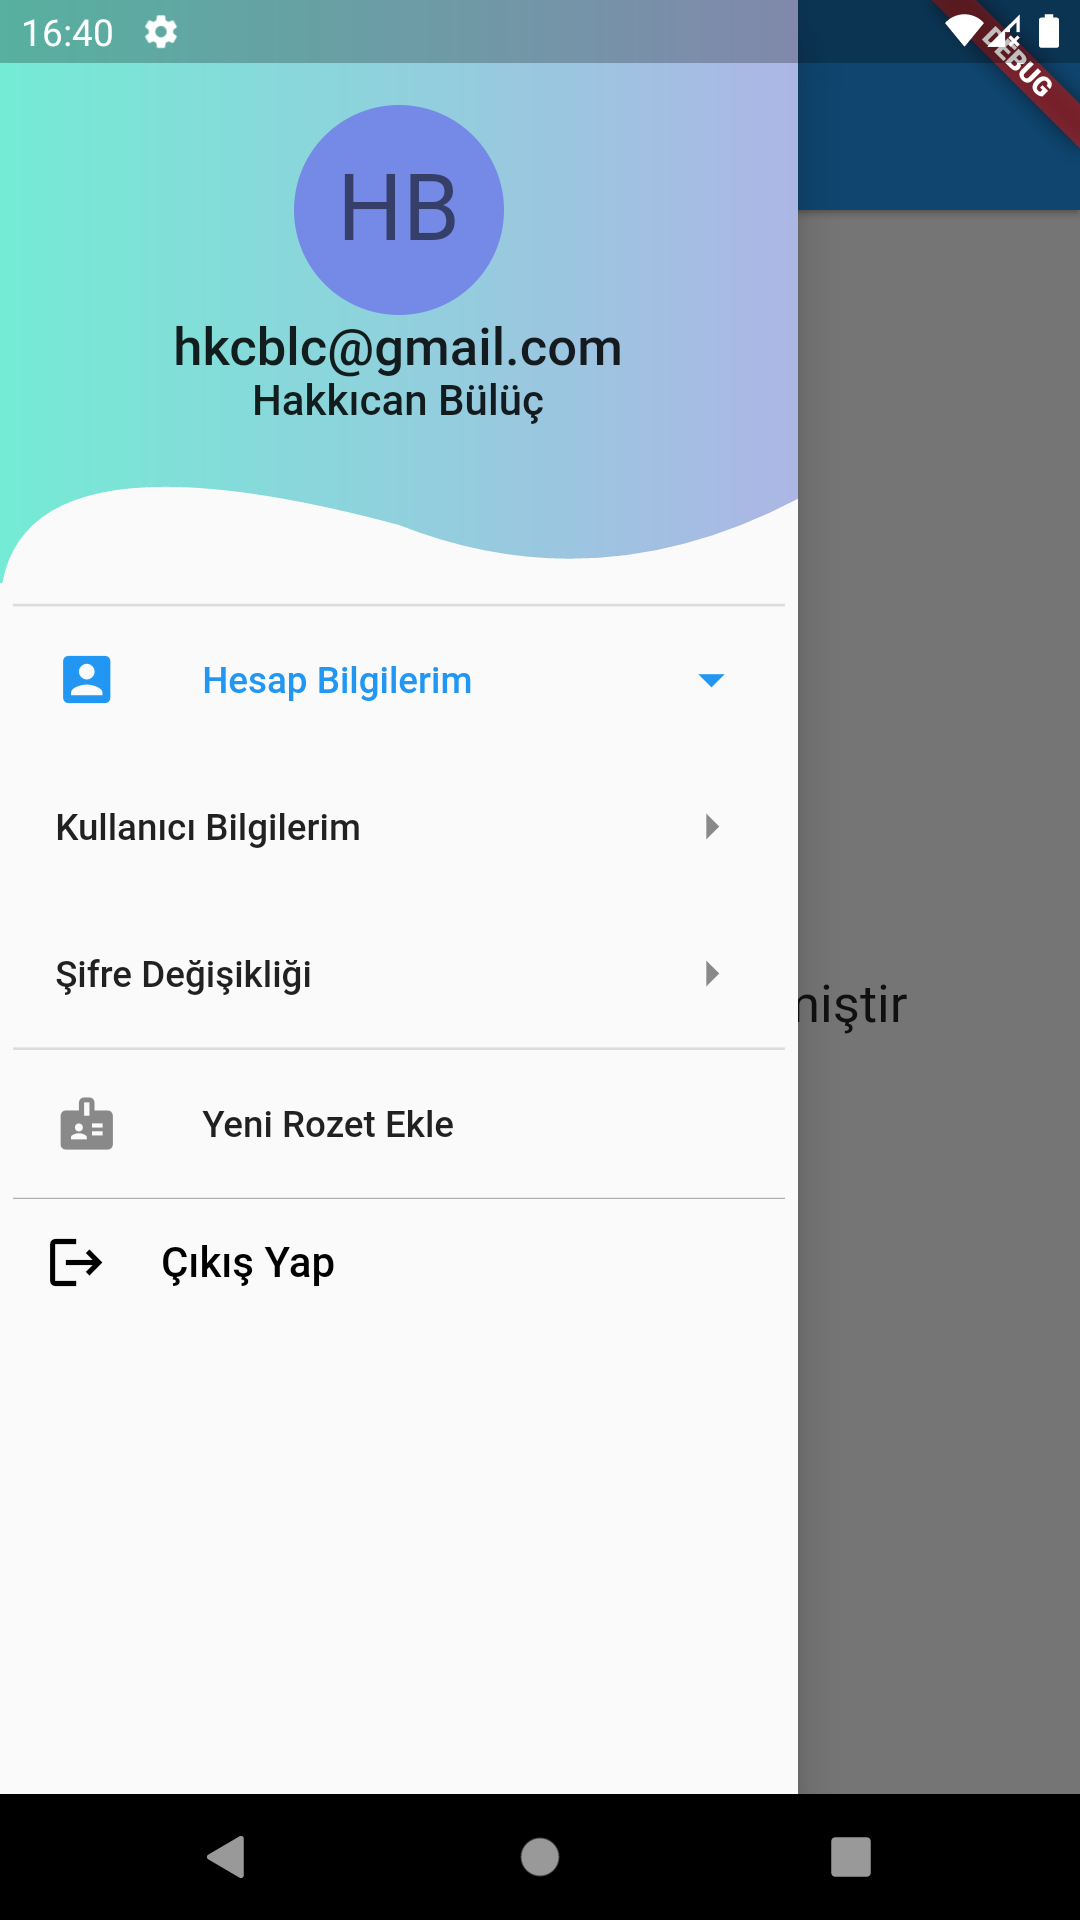 16:40
DEBUG
HB
hkcblc@gmail.com
Hakkıcan Bülüç
Hesap Bilgilerim
Kullanıcı Bilgilerim
Şifre Değişikliği
Yeni Rozet Ekle
Çıkış Yap